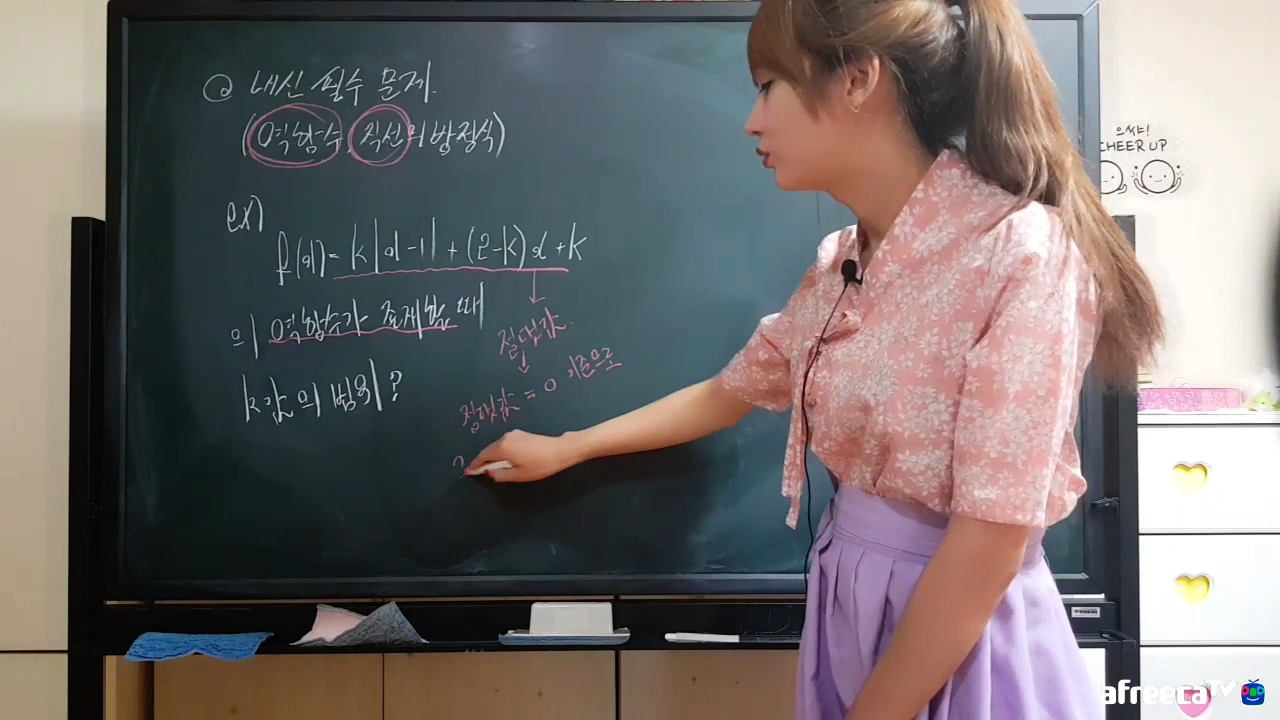 @ 내신 필수 문제.
(역함수, 직선의 방정식)
ex)
f(x)= k|x-1|+(2-k)x+k
의 역함수가 존재할 때
k값의 범위?
절댓값.
절댓값 = 0 기준으로
으쌰!
CHEER UP
afreecaTV